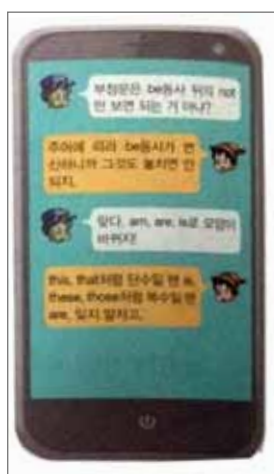 부정문은 be동사 뒤의 not
만 보면 되는 거 아냐?
주어에 따라 be동사가 변
신하니까 그것도 놓치면 안
되지.
맞다, am, are, is로 모양이
바뀌지!
this, that처럼 단수일 땐 is,
these, those처럼 복수일 땐
are, 잊지 말자고.